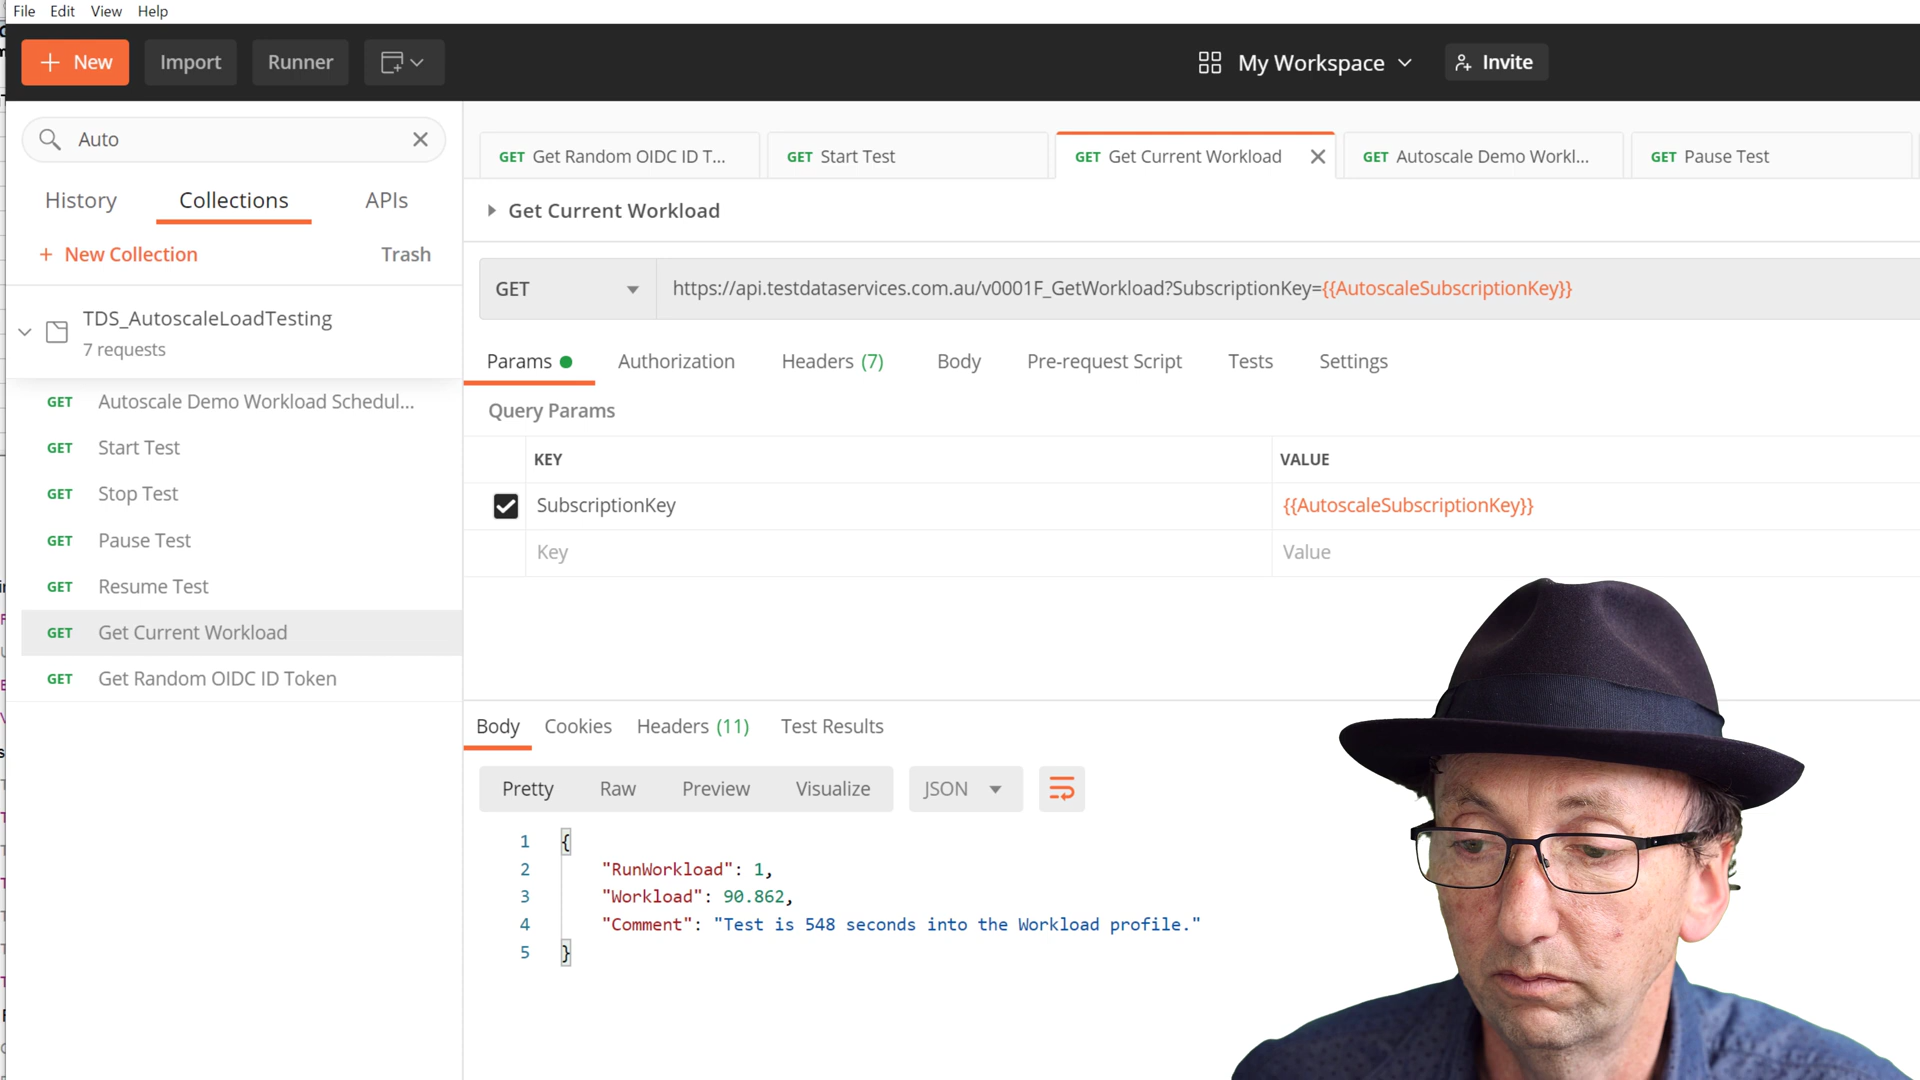 File Edit View Help
+ New Import Runner My Workspace Invite
Auto
History Collections APIs
+ New Collection Trash
TDS_AutoscaleLoadTesting
7 requests
GET Autoscale Demo Workload Schedul...
GET Start Test
GET Stop Test
GET Pause Test
GET Resume Test
GET Get Current Workload
GET Get Random OIDC ID Token
GET Get Random OIDC ID T... GET Start Test GET Get Current Workload GET Autoscale Demo Workl... GET Pause Test
Get Current Workload
GET https://api.testdataservices.com.au/v0001F_GetWorkload?SubscriptionKey={{AutoscaleSubscriptionKey}}
Params Authorization Headers (7) Body Pre-request Script Tests Settings
Query Params
KEY VALUE
SubscriptionKey {{AutoscaleSubscriptionKey}}
Key Value
Body Cookies Headers (11) Test Results
Pretty Raw Preview Visualize JSON
1 {
2 "RunWorkload": 1,
3 "Workload": 90.862,
4 "Comment": "Test is 548 seconds into the Workload profile."
5 }